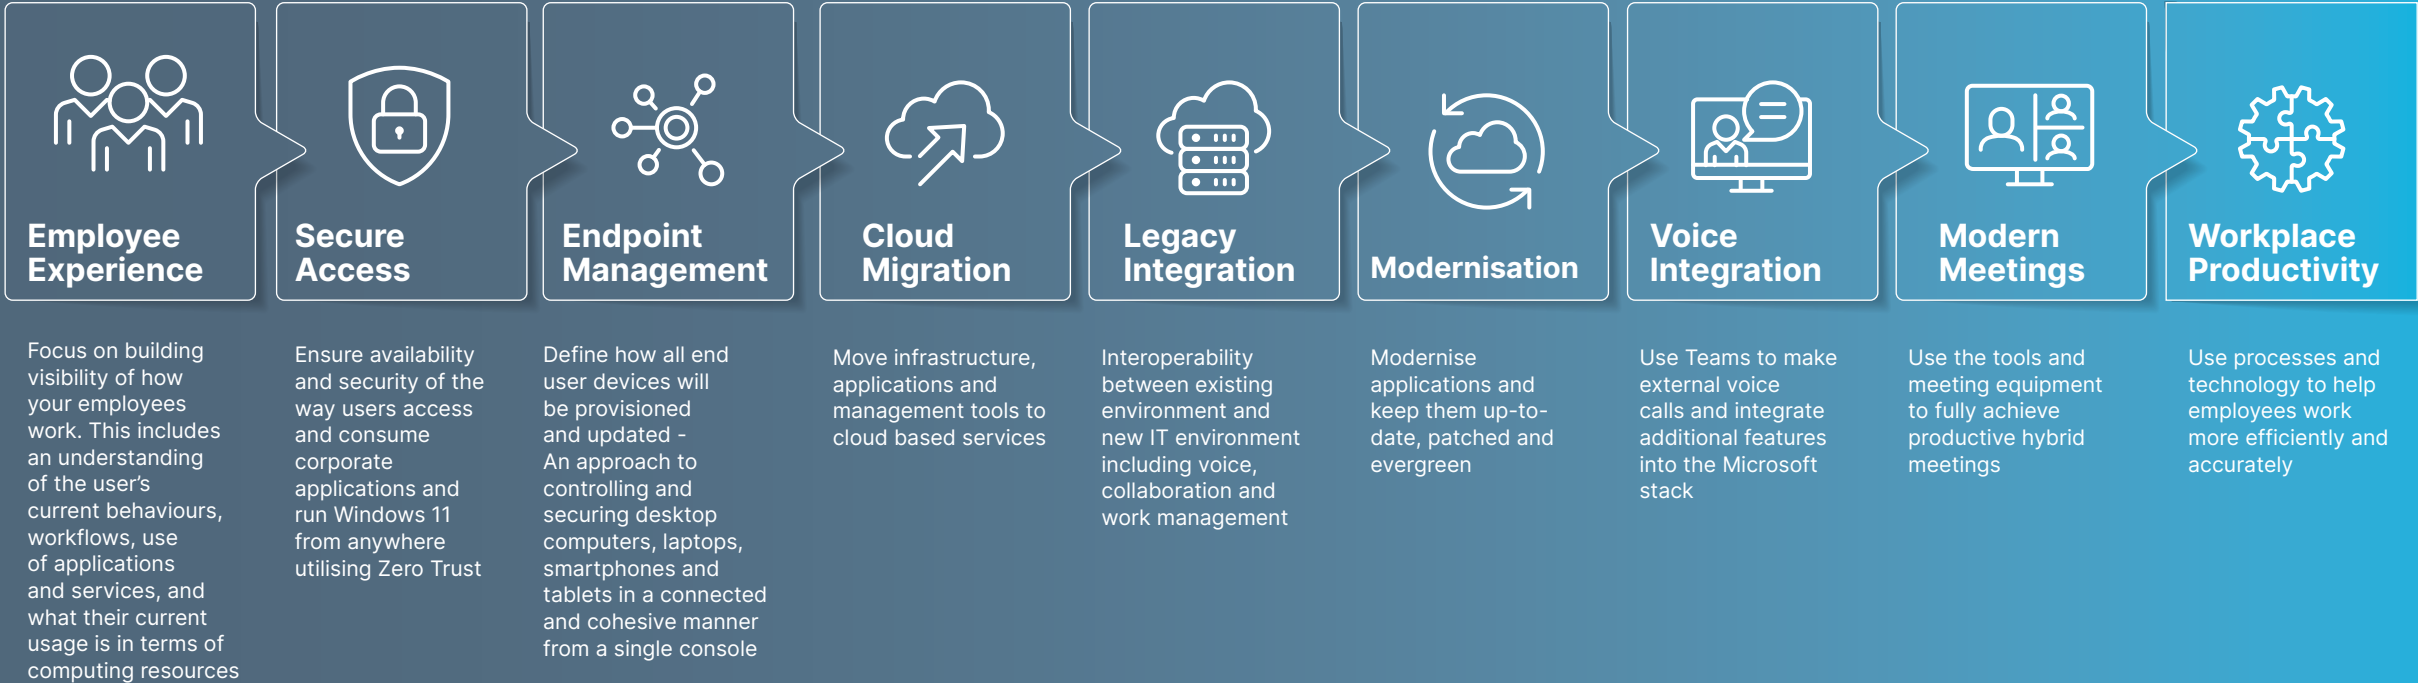 Employee
Experience
Focus on building
visibility of how
your employees
work. This includes
an understanding
of the user’s
current behaviours,
workflows, use
of applications
and services, and
what their current
usage is in terms of
computing resources
Secure
Access
Ensure availability
and security of the
way users access
and consume
corporate
applications and
run Windows 11
from anywhere
utilising Zero Trust
Endpoint
Management
Define how all end
user devices will
be provisioned
and updated -
An approach to
controlling and
securing desktop
computers, laptops,
smartphones and
tablets in a connected
and cohesive manner
from a single console
Cloud
Migration
Move infrastructure,
applications and
management tools to
cloud based services
Legacy
Integration
Interoperability
between existing
environment and
new IT environment
including voice,
collaboration and
work management
Modernisation
Modernise
applications and
keep them up-to-
date, patched and
evergreen
Voice
Integration
Use Teams to make
external voice
calls and integrate
additional features
into the Microsoft
stack
Modern
Meetings
Use the tools and
meeting equipment
to fully achieve
productive hybrid
meetings
Workplace
Productivity
Use processes and
technology to help
employees work
more efficiently and
accurately